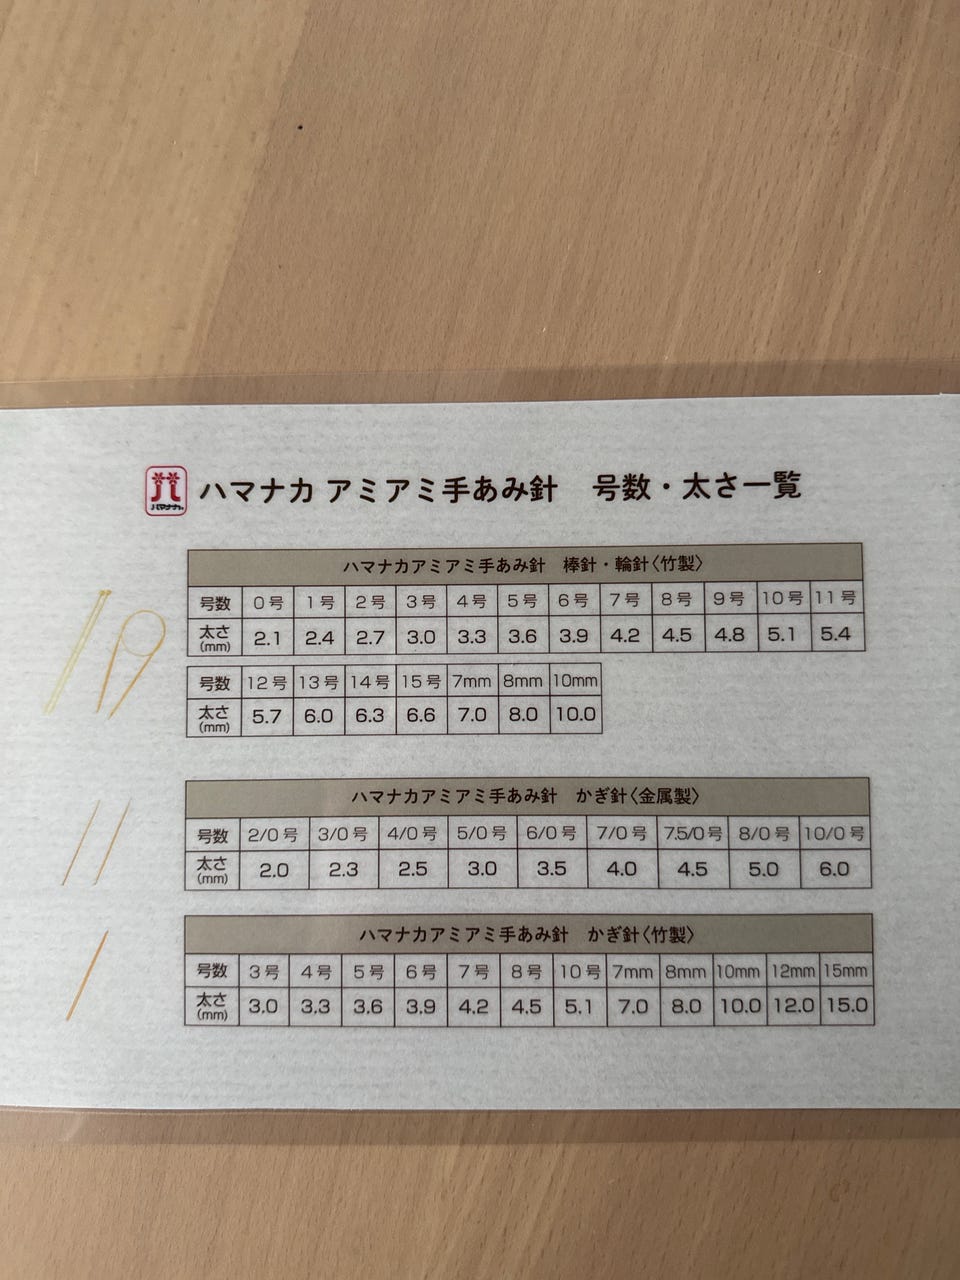 ハマナカ
ハマナカ アミアミ手あみ針 号数・太さ一覧
ハマナカアミアミ手あみ針 棒針・輪針〈竹製〉
号数 0号 1号 2号 3号 4号 5号 6号 7号 8号 9号 10号 11号
太さ(mm) 2.1 2.4 2.7 3.0 3.3 3.6 3.9 4.2 4.5 4.8 5.1 5.4
号数 12号 13号 14号 15号 7mm 8mm 10mm
太さ(mm) 5.7 6.0 6.3 6.6 7.0 8.0 10.0
ハマナカアミアミ手あみ針 かぎ針〈金属製〉
号数 2/0号 3/0号 4/0号 5/0号 6/0号 7/0号 7.5/0号 8/0号 10/0号
太さ(mm) 2.0 2.3 2.5 3.0 3.5 4.0 4.5 5.0 6.0
ハマナカアミアミ手あみ針 かぎ針〈竹製〉
号数 3号 4号 5号 6号 7号 8号 10号 7mm 8mm 10mm 12mm 15mm
太さ(mm) 3.0 3.3 3.6 3.9 4.2 4.5 5.1 7.0 8.0 10.0 12.0 15.0